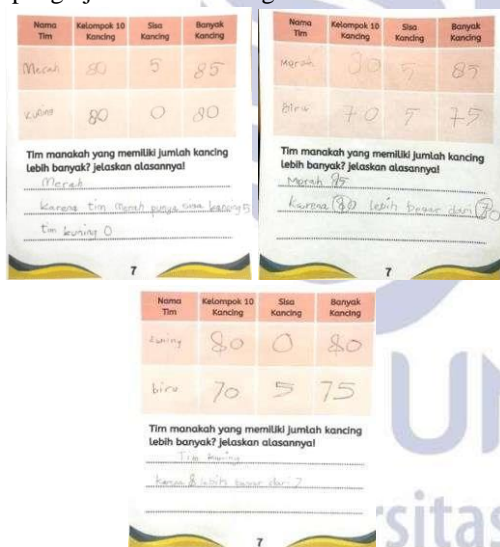 Nama Tim Kelompok 10 Kancing Sisa Kancing Banyak Kancing
Merah 80 5 85
Kuning 80 0 80
Tim manakah yang memiliki jumlah kancing
lebih banyak? jelaskan alasannya!
Merah
karena tim merah punya sisa kancing 5
tim kuning 0
7
Nama Tim Kelompok 10 Kancing Sisa Kancing Banyak Kancing
Merah 80 5 85
Biru 70 5 75
Tim manakah yang memiliki jumlah kancing
lebih banyak? jelaskan alasannya!
Merah 85
karena 80 lebih besar dari 70
7
Nama Tim Kelompok 10 Kancing Sisa Kancing Banyak Kancing
kuning 80 0 80
biru 70 5 75
Tim manakah yang memiliki jumlah kancing
lebih banyak? jelaskan alasannya!
Tim kuning
karena 8 lebih besar dari 7
7
U
sitas